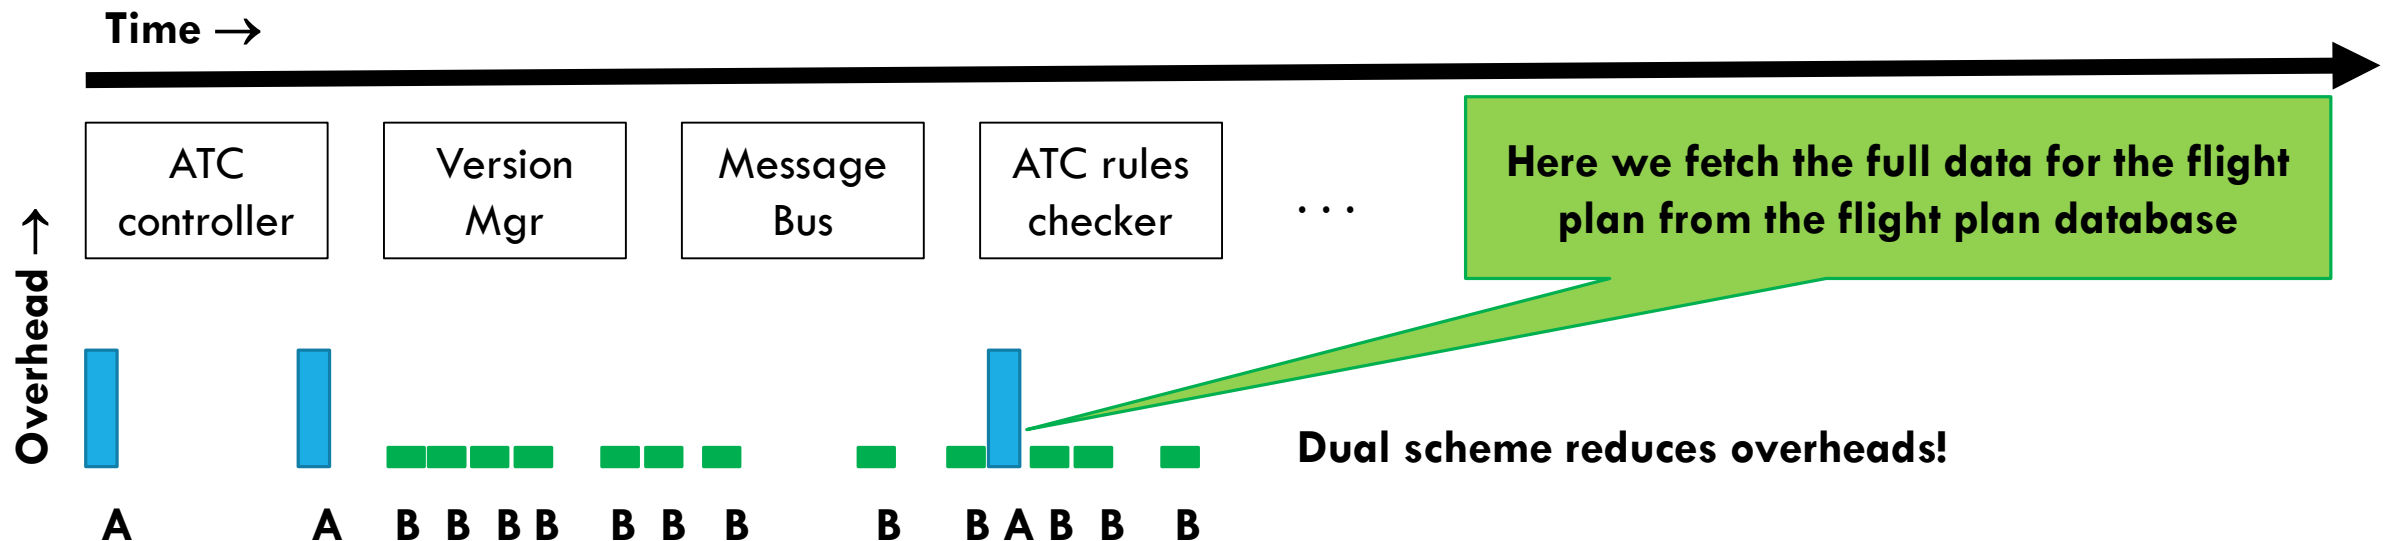 Time →
Overhead →
ATC
controller
Version
Mgr
Message
Bus
ATC rules
checker
. . .
Here we fetch the full data for the flight
plan from the flight plan database
Dual scheme reduces overheads!
A A B B B B B B B B B A B B B